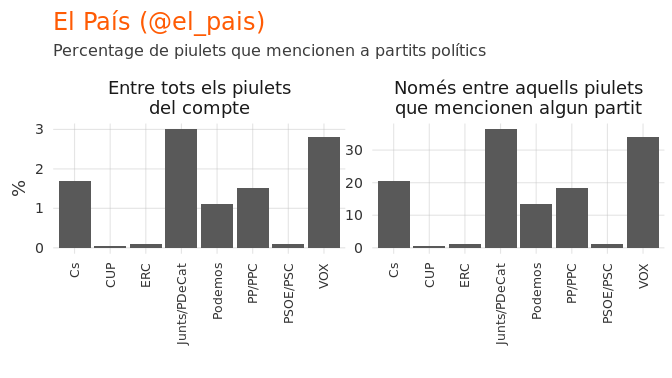 El País (@el_pais)
Percentage de piulets que mencionen a partits polítics
Entre tots els piulets
del compte
%
3
2
1
0
Cs
CUP
ERC
Junts/PDeCat
Podemos
PP/PPC
PSOE/PSC
VOX
Només entre aquells piulets
que mencionen algun partit
30
20
10
0
Cs
CUP
ERC
Junts/PDeCat
Podemos
PP/PPC
PSOE/PSC
VOX